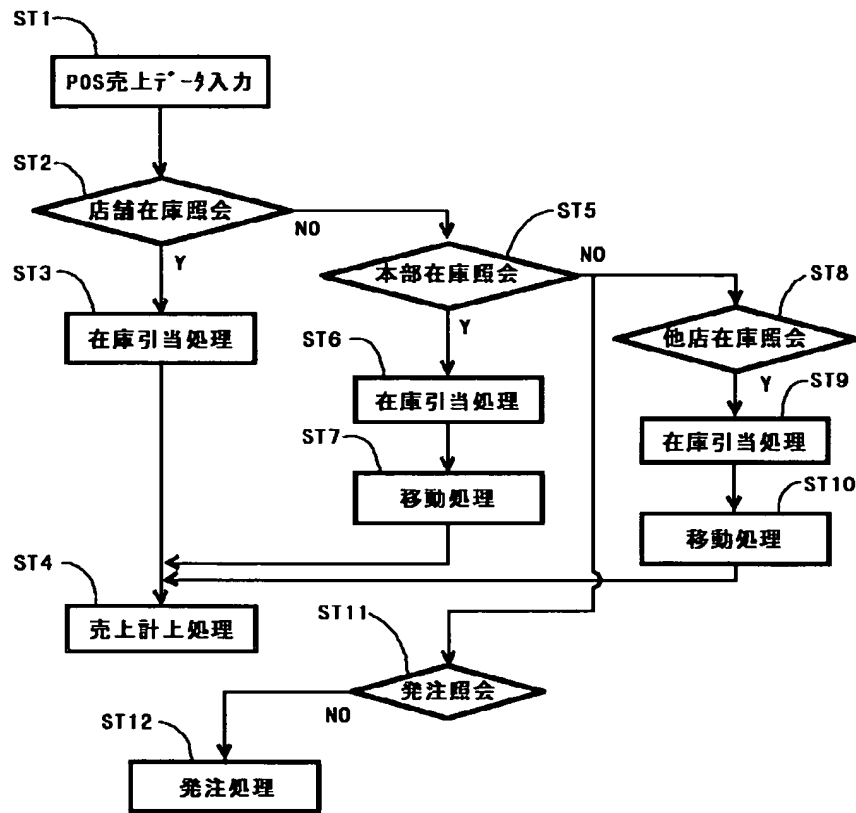 ST1
POS売上データ入力
ST2
店舗在庫照会
NO
Y
ST5
本部在庫照会
NO
Y
ST8
他店在庫照会
Y
ST3
在庫引当処理
ST6
在庫引当処理
ST9
在庫引当処理
ST7
移動処理
ST10
移動処理
ST4
売上計上処理
ST11
発注照会
NO
ST12
発注処理